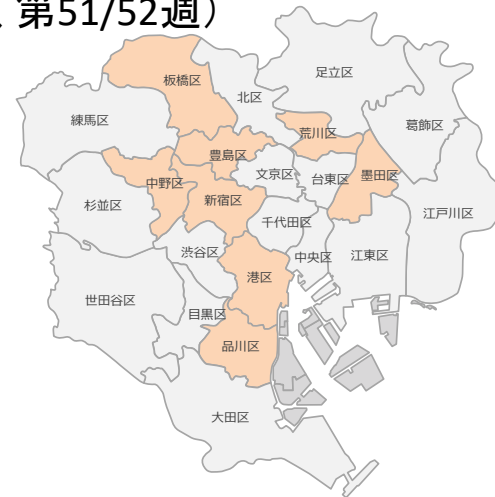 、第51/52週）
足立区
板橋区
北区
練馬区
荒川区
葛飾区
豊島区
文京区
台東区
墨田区
中野区
新宿区
杉並区
千代田区
江戸川区
渋谷区
中央区
江東区
港区
世田谷区
目黒区
品川区
大田区